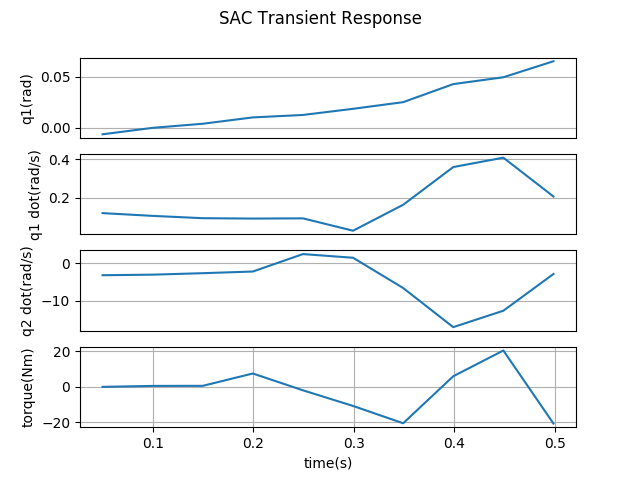 SAC Transient Response
q1(rad)
0.05
0.00
q1 dot(rad/s)
0.4
0.2
q2 dot(rad/s)
0
−10
torque(Nm)
20
0
−20
0.1 0.2 0.3 0.4 0.5
time(s)